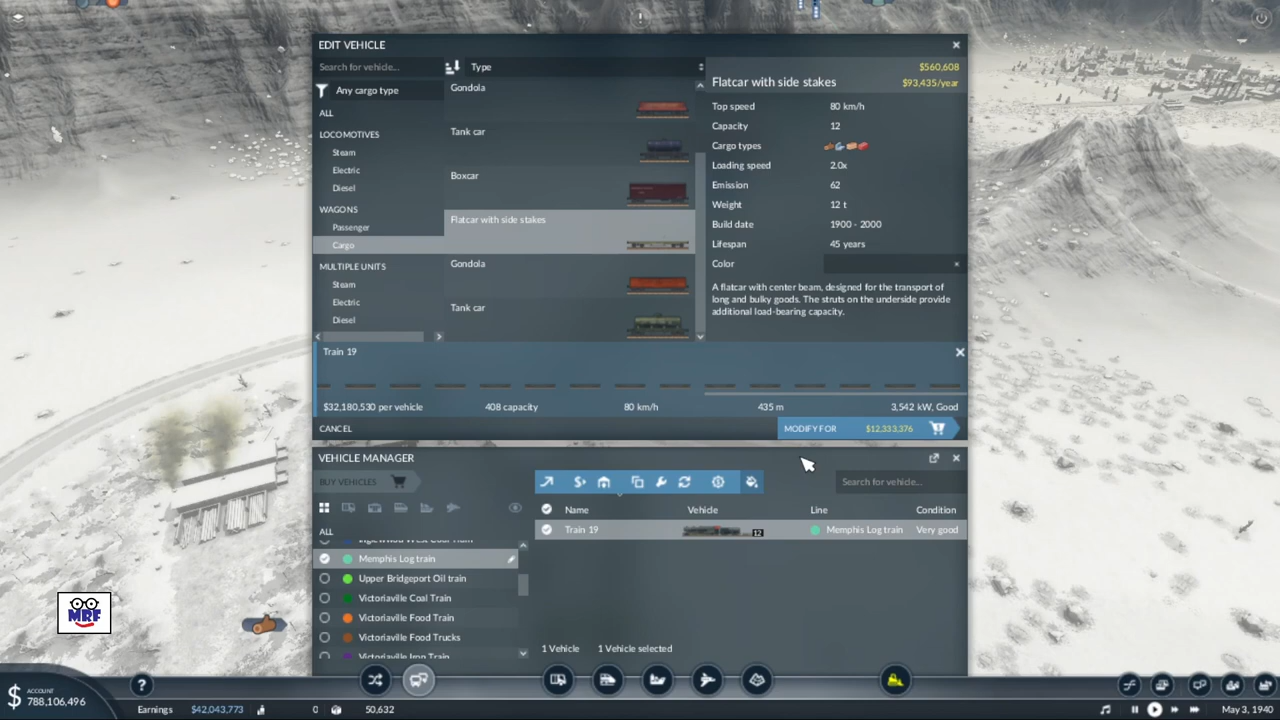 EDIT VEHICLE
Search for vehicle...
Type
$560,608
Any cargo type
Gondola
Flatcar with side stakes
$93,435/year
ALL
Top speed 80 km/h
LOCOMOTIVES
Tank car
Capacity 12
Steam
Cargo types
Electric
Boxcar
Loading speed 2.0x
Diesel
Emission 62
WAGONS
Flatcar with side stakes
Weight 12 t
Passenger
Build date 1900 - 2000
Cargo
Lifespan 45 years
MULTIPLE UNITS
Gondola
Color
Steam
Electric
Tank car
Diesel
A flatcar with center beam, designed for the transport of
long and bulky goods. The struts on the underside provide
additional load-bearing capacity.
Train 19
$32,180,530 per vehicle 408 capacity 80 km/h 435 m 3,542 kW, Good
CANCEL
MODIFY FOR $12,333,376
VEHICLE MANAGER
BUY VEHICLES
Search for vehicle...
ALL
Name Vehicle Line Condition
Train 19 12 Memphis Log train Very good
Inglewood West Coal Train
Memphis Log train
Upper Bridgeport Oil train
Victoriaville Coal Train
Victoriaville Food Train
Victoriaville Food Trucks
Victoriaville Iron Train
1 Vehicle 1 Vehicle selected
MRF
$ ACCOUNT
788,106,496
?
Earnings $42,043,773 0 50,632
May 3, 1940